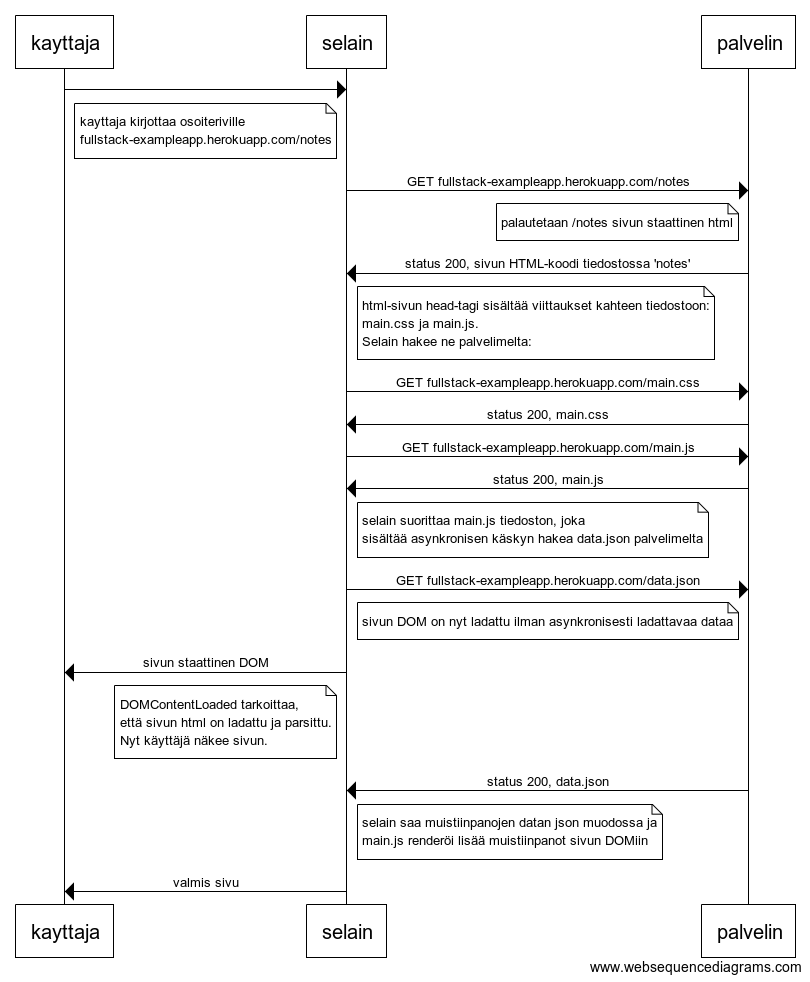 kayttaja
selain
palvelin
kayttaja kirjottaa osoiteriville
fullstack-exampleapp.herokuapp.com/notes
GET fullstack-exampleapp.herokuapp.com/notes
palautetaan /notes sivun staattinen html
status 200, sivun HTML-koodi tiedostossa 'notes'
html-sivun head-tagi sisältää viittaukset kahteen tiedostoon:
main.css ja main.js.
Selain hakee ne palvelimelta:
GET fullstack-exampleapp.herokuapp.com/main.css
status 200, main.css
GET fullstack-exampleapp.herokuapp.com/main.js
status 200, main.js
selain suorittaa main.js tiedoston, joka
sisältää asynkronisen käskyn hakea data.json palvelimelta
GET fullstack-exampleapp.herokuapp.com/data.json
sivun DOM on nyt ladattu ilman asynkronisesti ladattavaa dataa
sivun staattinen DOM
DOMContentLoaded tarkoittaa,
että sivun html on ladattu ja parsittu.
Nyt käyttäjä näkee sivun.
status 200, data.json
selain saa muistiinpanojen datan json muodossa ja
main.js renderöi lisää muistiinpanot sivun DOMiin
valmis sivu
kayttaja
selain
palvelin
www.websequencediagrams.com